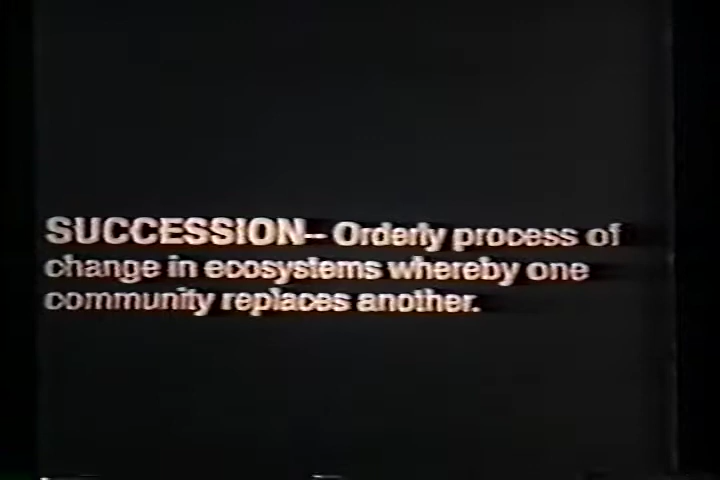 SUCCESSION– Orderly process of
change in ecosystems whereby one
community replaces another.